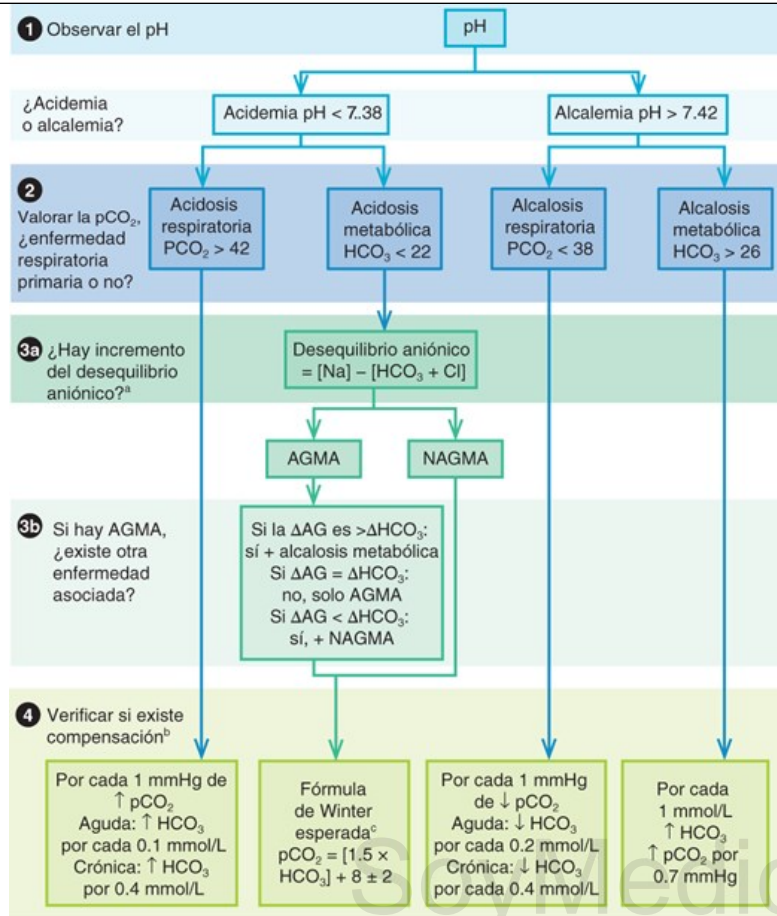 1 Observar el pH
pH
¿Acidemia
o alcalemia?
Acidemia pH < 7..38
Alcalemia pH > 7.42
2
Valorar la pCO₂,
¿enfermedad
respiratoria
primaria o no?
Acidosis
respiratoria
PCO₂ > 42
Acidosis
metabólica
HCO₃ < 22
Alcalosis
respiratoria
PCO₂ < 38
Alcalosis
metabólica
HCO₃ > 26
3a ¿Hay incremento
del desequilibrio
aniónico?ᵃ
Desequilibrio aniónico
= [Na] − [HCO₃ + Cl]
AGMA
NAGMA
3b Si hay AGMA,
¿existe otra
enfermedad
asociada?
Si la ΔAG es >ΔHCO₃:
sí + alcalosis metabólica
Si ΔAG = ΔHCO₃:
no, solo AGMA
Si ΔAG < ΔHCO₃:
sí, + NAGMA
4 Verificar si existe
compensaciónᵇ
Por cada 1 mmHg de
↑ pCO₂
Aguda: ↑ HCO₃
por cada 0.1 mmol/L
Crónica: ↑ HCO₃
por 0.4 mmol/L
Fórmula
de Winter
esperadaᶜ
pCO₂ = [1.5 ×
HCO₃] + 8 ± 2
Por cada 1 mmHg
de ↓ pCO₂
Aguda: ↓ HCO₃
por cada 0.2 mmol/L
Crónica: ↓ HCO₃
por cada 0.4 mmol/L
Por cada
1 mmol/L
↑ HCO₃
↑ pCO₂ por
0.7 mmHg
SoyMedic